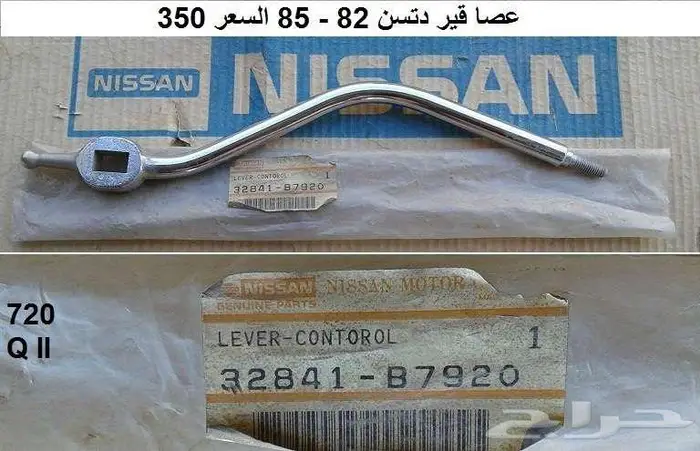 عصا قير دتسن 82 - 85 السعر 350
NISSAN
NISSAN
LEVER-CONTOROL 1
32841-B7920
NISSAN NISSAN MOTOR
GENUINE PARTS
720
Q II
LEVER-CONTOROL 1
32841-B7920
حراج